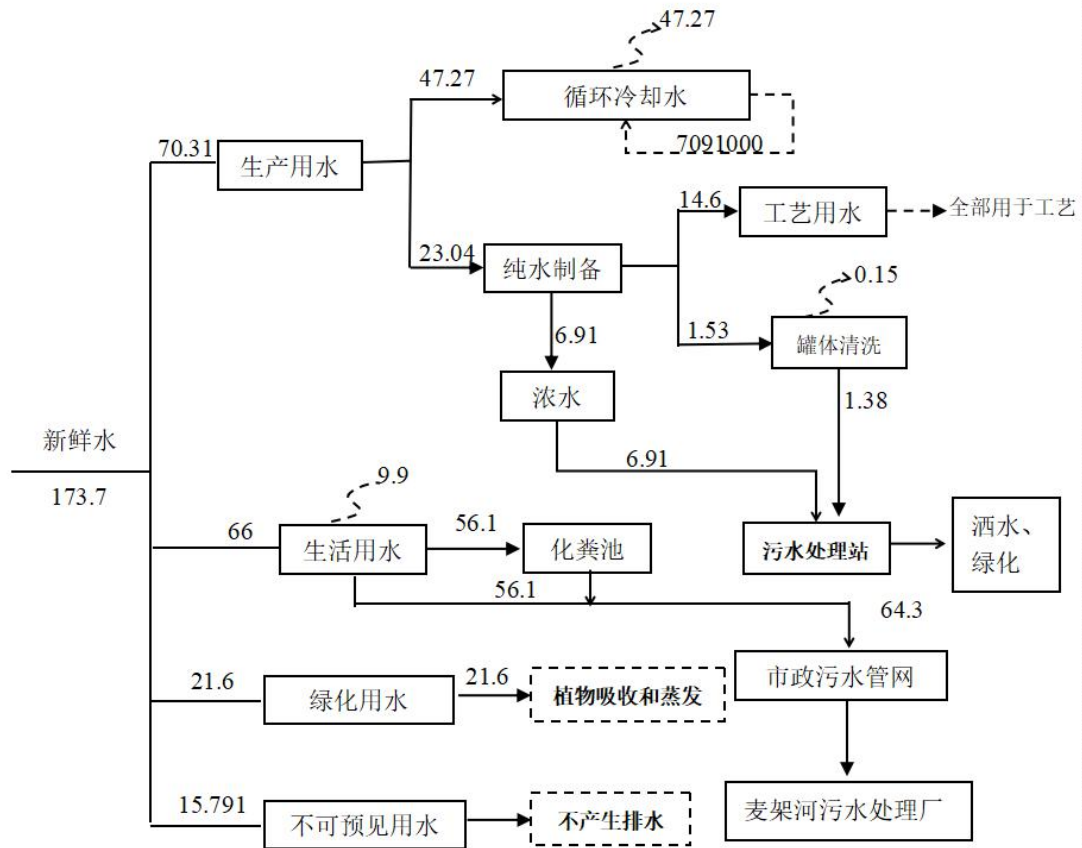 47.27
47.27
循环冷却水
7091000
70.31
生产用水
14.6
工艺用水
全部用于工艺
23.04
纯水制备
0.15
6.91
1.53
罐体清洗
浓水
1.38
新鲜水
173.7
6.91
9.9
66
生活用水
56.1
化粪池
污水处理站
洒水、
绿化
56.1
64.3
21.6
绿化用水
21.6
植物吸收和蒸发
市政污水管网
15.791
不可预见用水
不产生排水
麦架河污水处理厂